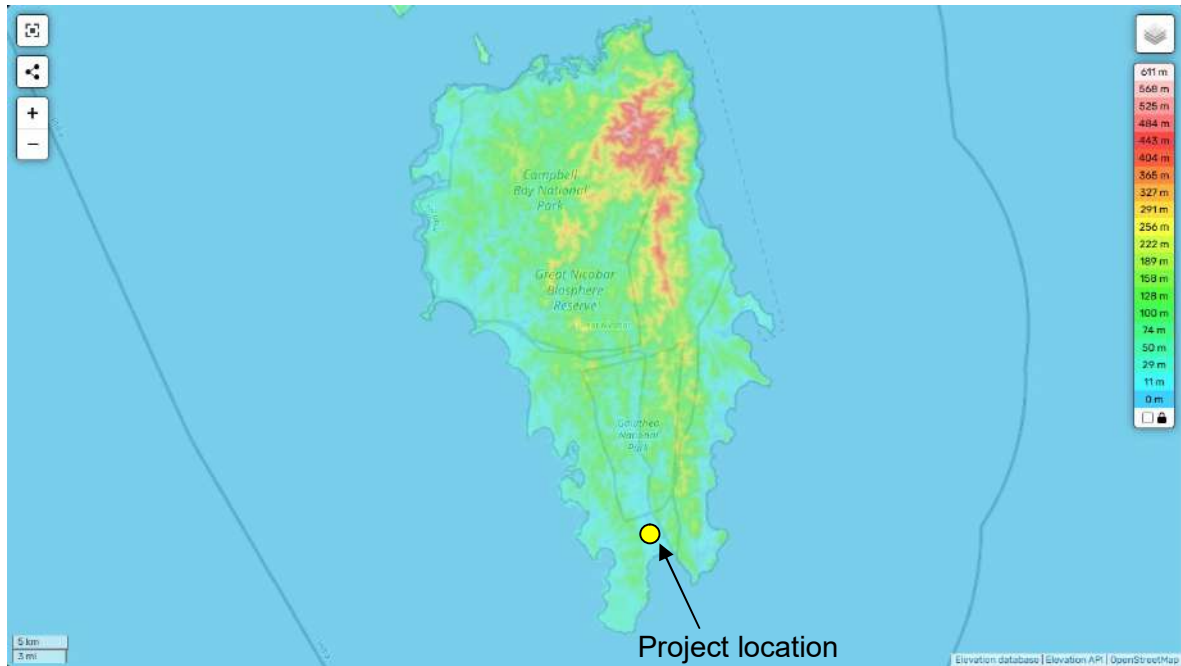 +
−
Campbell
Bay National
Park
Great Nicobar
Biosphere
Reserve
Galathea
National
Park
Project location
611 m
568 m
525 m
484 m
443 m
404 m
365 m
327 m
291 m
256 m
222 m
189 m
158 m
128 m
100 m
74 m
50 m
29 m
11 m
0 m
5 km
3 mi
Elevation database | Elevation API | OpenStreetMap